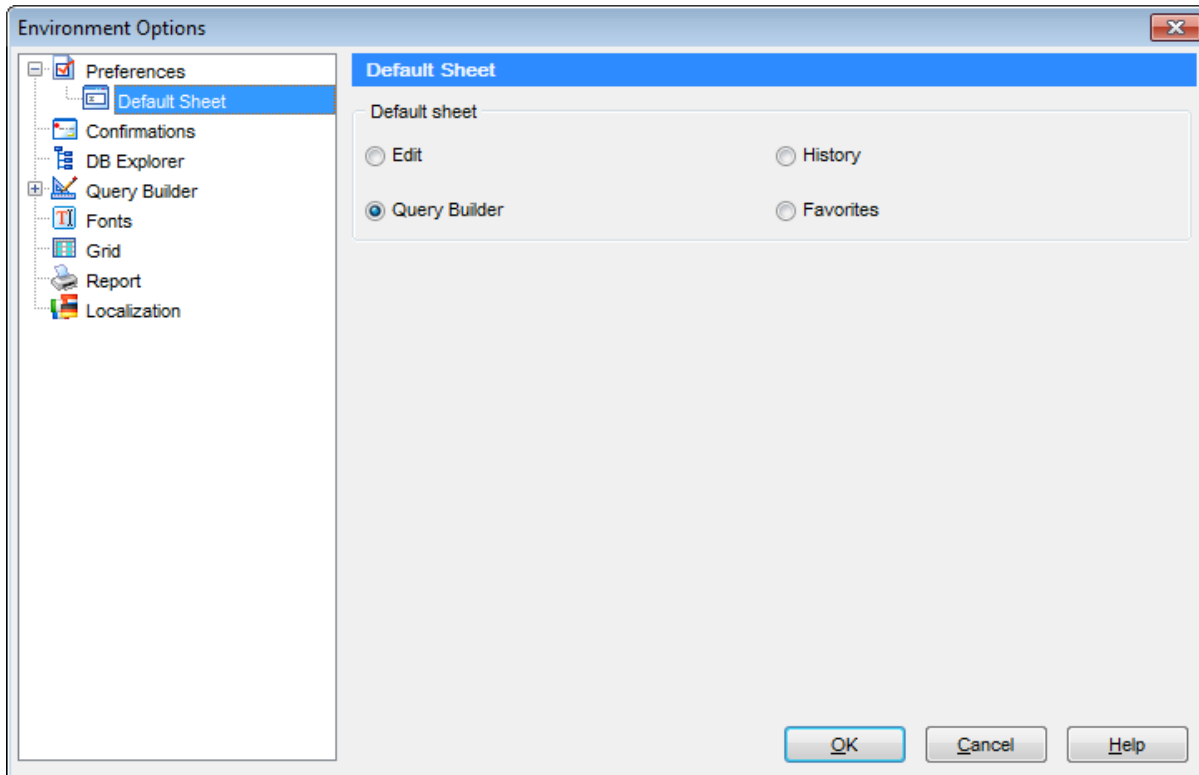 Environment Options
Preferences
Default Sheet
Confirmations
DB Explorer
Query Builder
Fonts
Grid
Report
Localization
Default Sheet
Default sheet
Edit
History
Query Builder
Favorites
OK
Cancel
Help